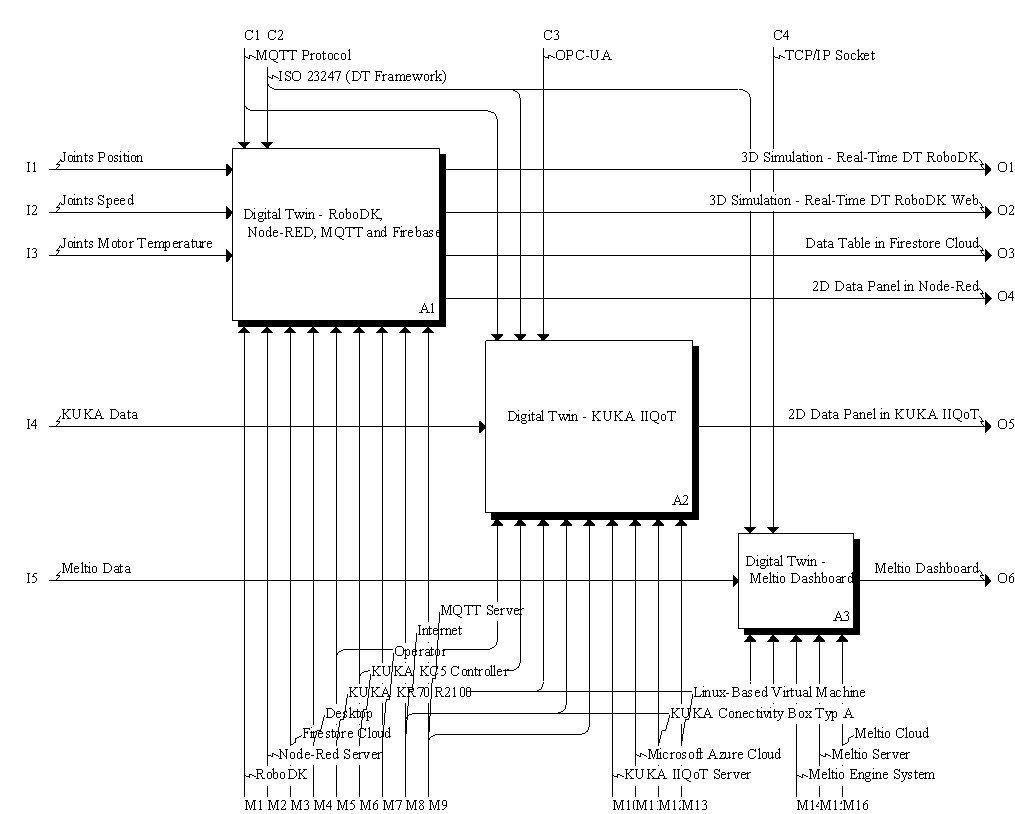 C1 C2 C3 C4
MQTT Protocol OPC-UA TCP/IP Socket
ISO 23247 (DT Framework)
I1 Joints Position 3D Simulation - Real-Time DT RoboDK O1
I2 Joints Speed 3D Simulation - Real-Time DT RoboDK Web O2
Digital Twin - RoboDK,
Node-RED, MQTT and Firebase
I3 Joints Motor Temperature Data Table in Firestore Cloud O3
2D Data Panel in Node-Red O4
A1
I4 KUKA Data Digital Twin - KUKA IIQoT 2D Data Panel in KUKA IIQoT O5
A2
I5 Meltio Data Digital Twin - Meltio Dashboard O6
Meltio Dashboard
A3
MQTT Server
Internet
Operator
KUKA KC5 Controller
KUKA KR70 R2100 Linux-Based Virtual Machine
Desktop KUKA Conectivity Box Typ A
Firestore Cloud Meltio Cloud
Node-Red Server Microsoft Azure Cloud Meltio Server
RoboDK KUKA IIQoT Server Meltio Engine System
M1 M2 M3 M4 M5 M6 M7 M8 M9 M10 M11 M12 M13 M14 M15 M16